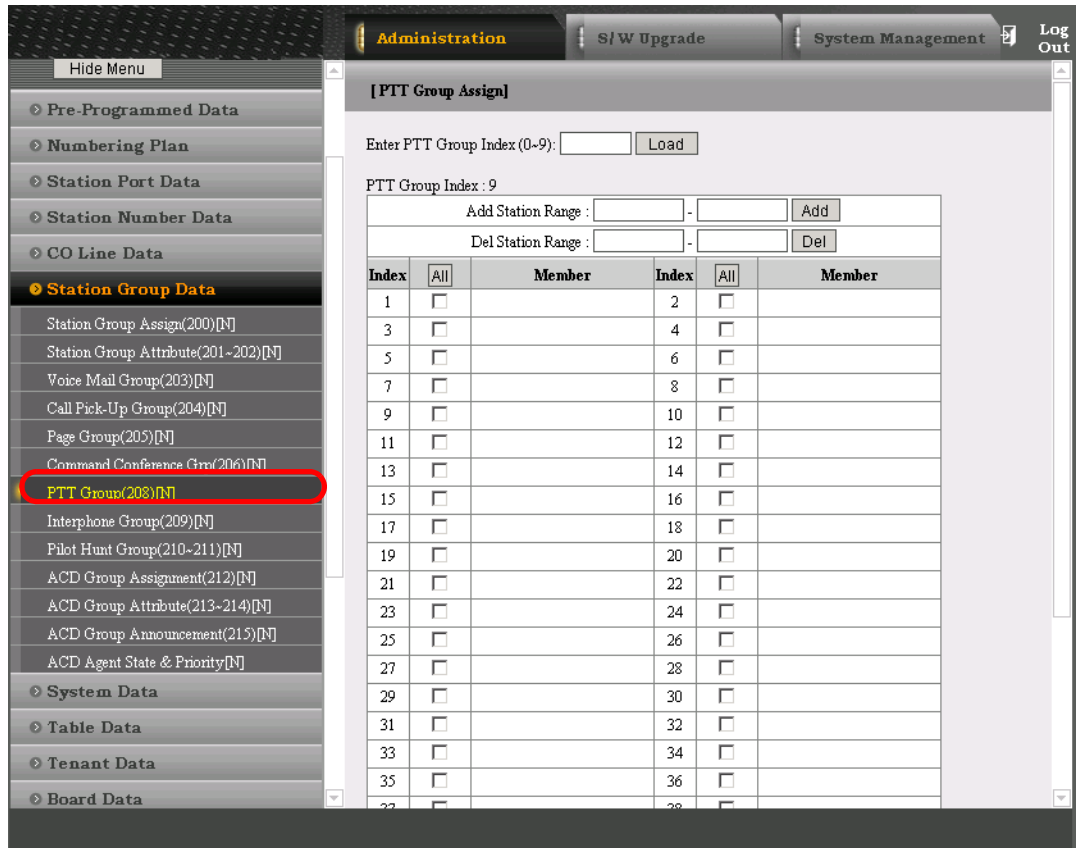 Administration
S/W Upgrade
System Management
Log
Out
Hide Menu
Pre-Programmed Data
Numbering Plan
Station Port Data
Station Number Data
CO Line Data
Station Group Data
Station Group Assign(200)[N]
Station Group Attribute(201~202)[N]
Voice Mail Group(203)[N]
Call Pick-Up Group(204)[N]
Page Group(205)[N]
Command Conference Grp(206)[N]
PTT Group(208)[N]
Interphone Group(209)[N]
Pilot Hunt Group(210~211)[N]
ACD Group Assignment(212)[N]
ACD Group Attribute(213~214)[N]
ACD Group Announcement(215)[N]
ACD Agent State & Priority[N]
System Data
Table Data
Tenant Data
Board Data
[PTT Group Assign]
Enter PTT Group Index (0~9): Load
PTT Group Index : 9
Add Station Range : - Add
Del Station Range : - Del
Index All Member Index All Member
1 2
3 4
5 6
7 8
9 10
11 12
13 14
15 16
17 18
19 20
21 22
23 24
25 26
27 28
29 30
31 32
33 34
35 36
37 38